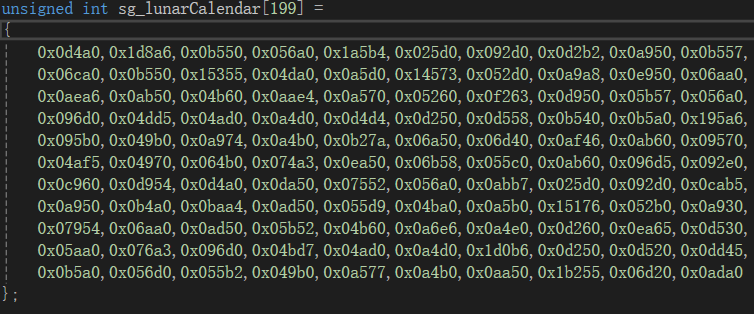 unsigned int sg_lunarCalendar[199] =
{
0x0d4a0,0x1d8a6,0x0b550,0x056a0,0x1a5b4,0x025d0,0x092d0,0x0d2b2,0x0a950,0x0b557,
0x06ca0,0x0b550,0x15355,0x04da0,0x0a5d0,0x14573,0x052d0,0x0a9a8,0x0e950,0x06aa0,
0x0aea6,0x0ab50,0x04b60,0x0aae4,0x0a570,0x05260,0x0f263,0x0d950,0x05b57,0x056a0,
0x096d0,0x04dd5,0x04ad0,0x0a4d0,0x0d4d4,0x0d250,0x0d558,0x0b540,0x0b5a0,0x195a6,
0x095b0,0x049b0,0x0a974,0x0a4b0,0x0b27a,0x06a50,0x06d40,0x0af46,0x0ab60,0x09570,
0x04af5,0x04970,0x064b0,0x074a3,0x0ea50,0x06b58,0x055c0,0x0ab60,0x096d5,0x092e0,
0x0c960,0x0d954,0x0d4a0,0x0da50,0x07552,0x056a0,0x0abb7,0x025d0,0x092d0,0x0cab5,
0x0a950,0x0b4a0,0x0baa4,0x0ad50,0x055d9,0x04ba0,0x0a5b0,0x15176,0x052b0,0x0a930,
0x07954,0x06aa0,0x0ad50,0x05b52,0x04b60,0x0a6e6,0x0a4e0,0x0d260,0x0ea65,0x0d530,
0x05aa0,0x076a3,0x096d0,0x04bd7,0x04ad0,0x0a4d0,0x1d0b6,0x0d250,0x0d520,0x0dd45,
0x0b5a0,0x056d0,0x055b2,0x049b0,0x0a577,0x0a4b0,0x0aa50,0x1b255,0x06d20,0x0ada0
};